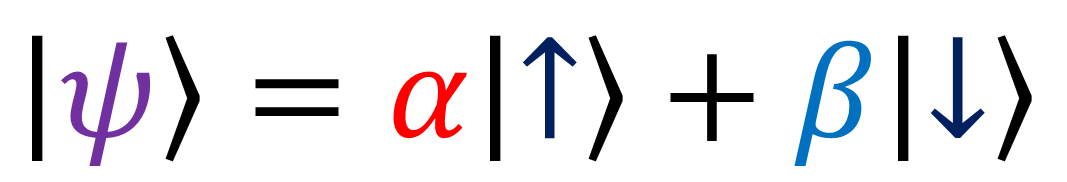 |ψ⟩ = α|↑⟩ + β|↓⟩